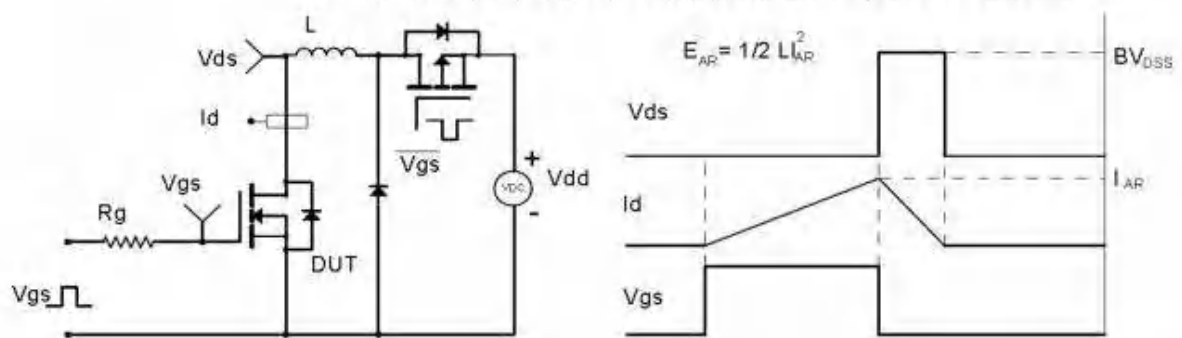 L
Vds
Id
Vgs
Vgs
Rg
DUT
Vgs
+
VDC
Vdd
-
E_AR = 1/2 LI²_AR
BV_DSS
Vds
I_AR
Id
Vgs